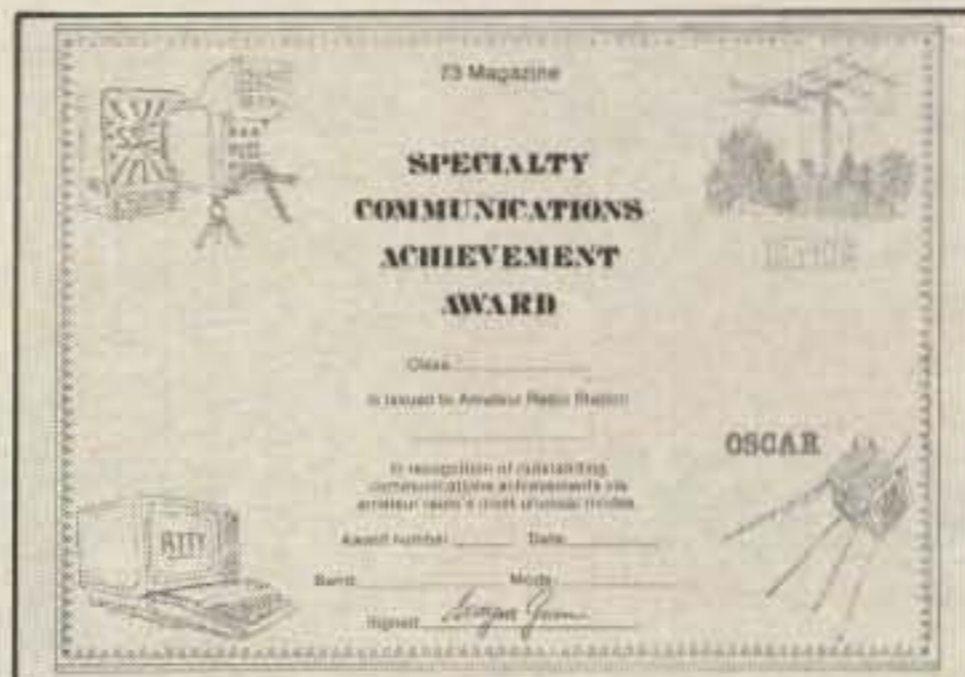 73 Magazine
SPECIALTY
COMMUNICATIONS
ACHIEVEMENT
AWARD
Class
is issued to Amateur Radio Station
OSCAR
in recognition of outstanding
communications achievements via
amateur radio's most unusual modes
RTTY
Award number Date
Band Mode
Signed